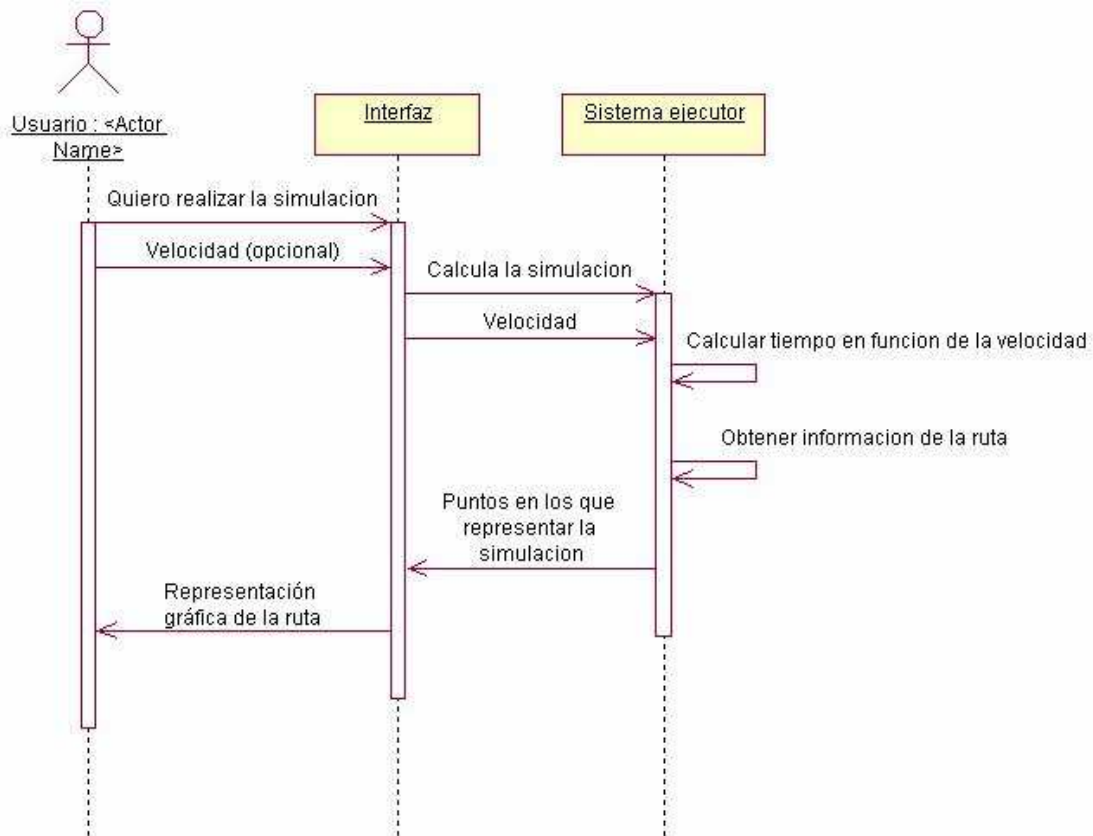 Usuario : <Actor
Name>
Interfaz
Sistema ejecutor
Quiero realizar la simulacion
Velocidad (opcional)
Calcula la simulacion
Velocidad
Calcular tiempo en funcion de la velocidad
Obtener informacion de la ruta
Puntos en los que
representar la
simulacion
Representación
gráfica de la ruta